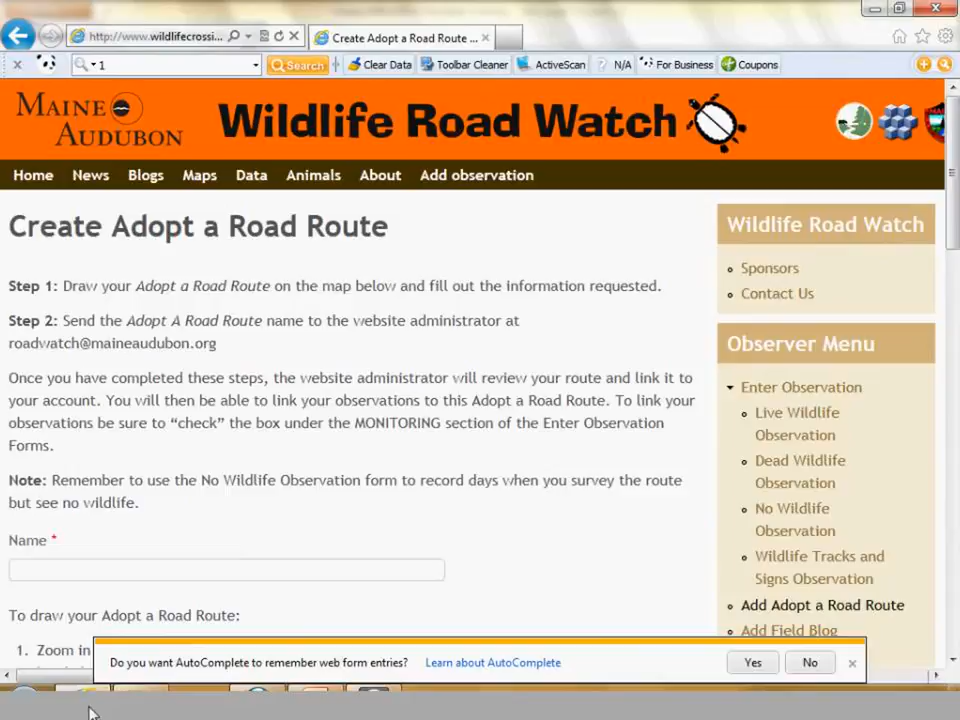 http://www.wildlifecrossi...
Create Adopt a Road Route ...
1
Search
Clear Data
Toolbar Cleaner
ActiveScan
N/A
For Business
Coupons
MAINE AUDUBON
Wildlife Road Watch
Home News Blogs Maps Data Animals About Add observation
Create Adopt a Road Route
Step 1: Draw your Adopt a Road Route on the map below and fill out the information requested.
Step 2: Send the Adopt A Road Route name to the website administrator at
roadwatch@maineaudubon.org
Once you have completed these steps, the website administrator will review your route and link it to
your account. You will then be able to link your observations to this Adopt a Road Route. To link your
observations be sure to “check” the box under the MONITORING section of the Enter Observation
Forms.
Note: Remember to use the No Wildlife Observation form to record days when you survey the route
but see no wildlife.
Name *
To draw your Adopt a Road Route:
1. Zoom in
Wildlife Road Watch
Sponsors
Contact Us
Observer Menu
Enter Observation
Live Wildlife
Observation
Dead Wildlife
Observation
No Wildlife
Observation
Wildlife Tracks and
Signs Observation
Add Adopt a Road Route
Add Field Blog
Do you want AutoComplete to remember web form entries? Learn about AutoComplete Yes No